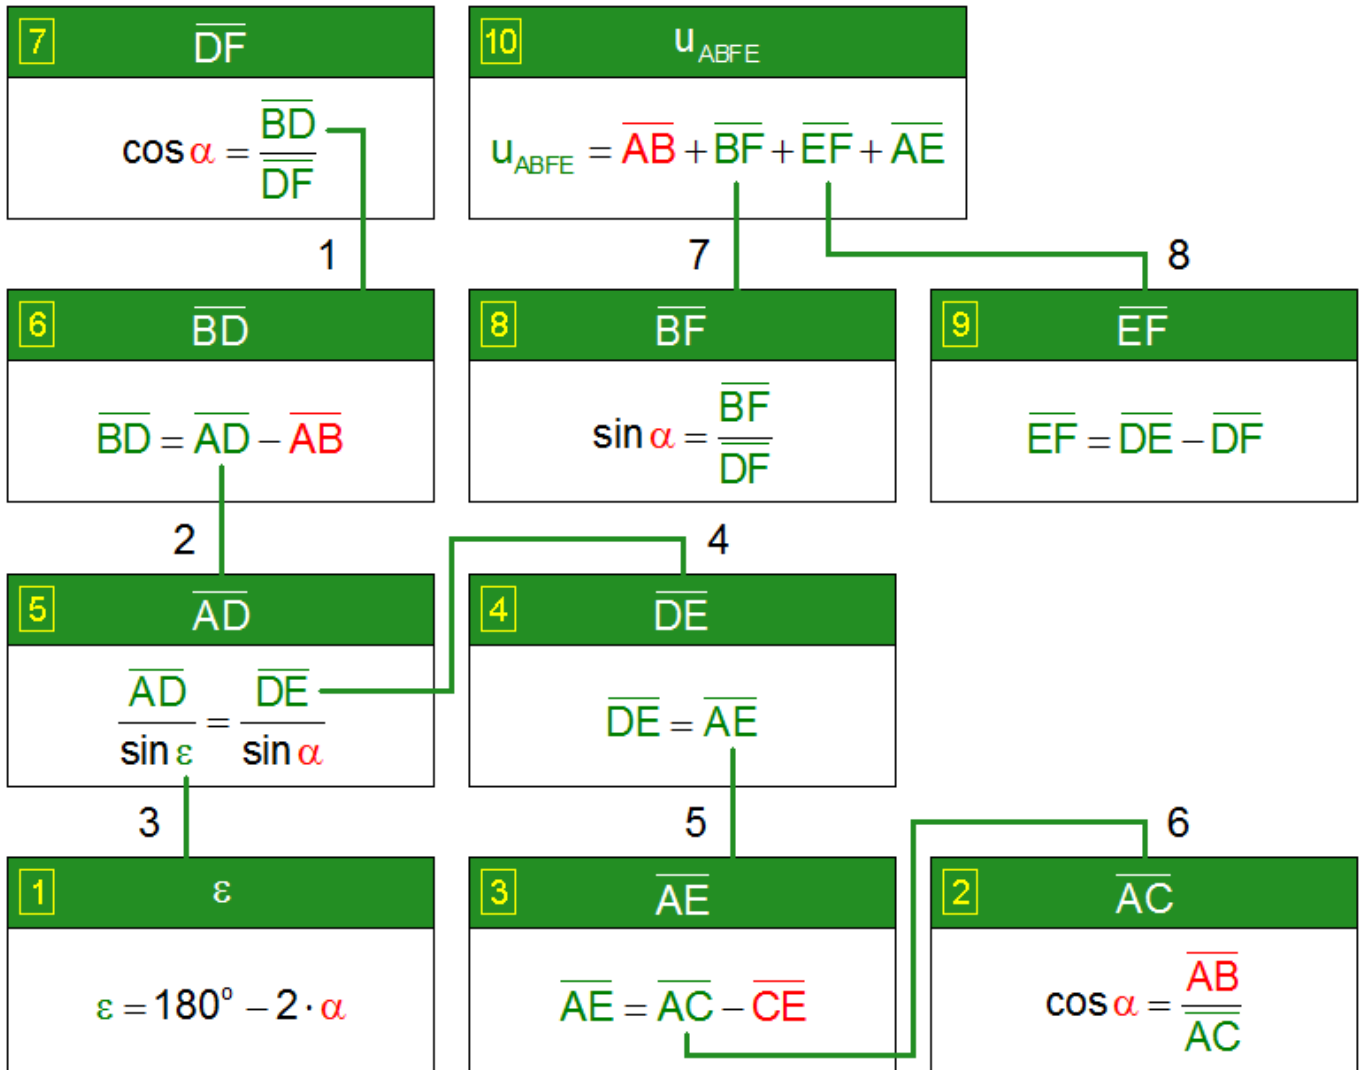 7 DF
cos α = BD / DF
10 u_ABFE
u_ABFE = AB + BF + EF + AE
1
7
8
6 BD
BD = AD − AB
8 BF
sin α = BF / DF
9 EF
EF = DE − DF
2
4
5 AD
AD / sin ε = DE / sin α
4 DE
DE = AE
3
5
6
1 ε
ε = 180° − 2 · α
3 AE
AE = AC − CE
2 AC
cos α = AB / AC